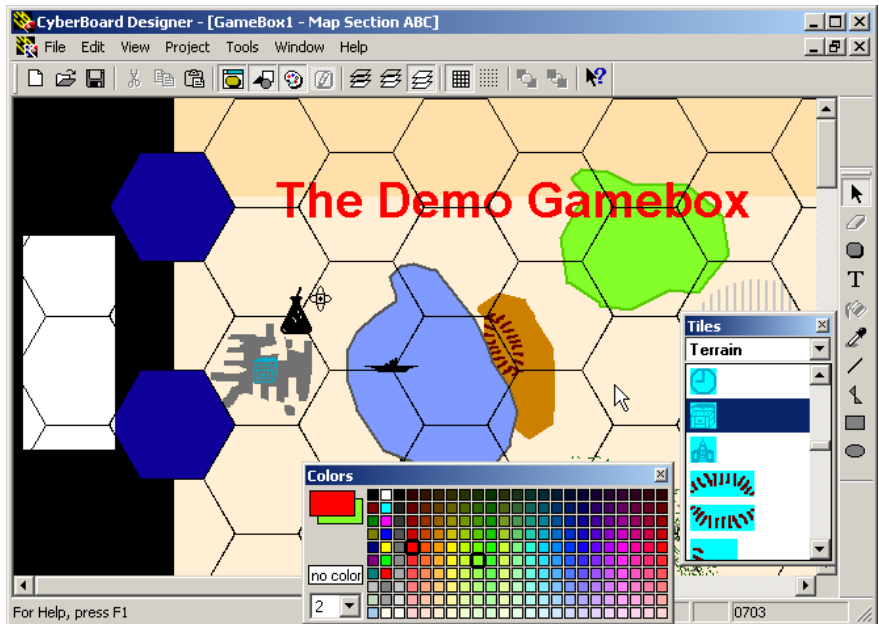 CyberBoard Designer - [GameBox1 - Map Section ABC]
File Edit View Project Tools Window Help
The Demo Gamebox
Tiles
Terrain
Colors
no color
2
For Help, press F1
0703